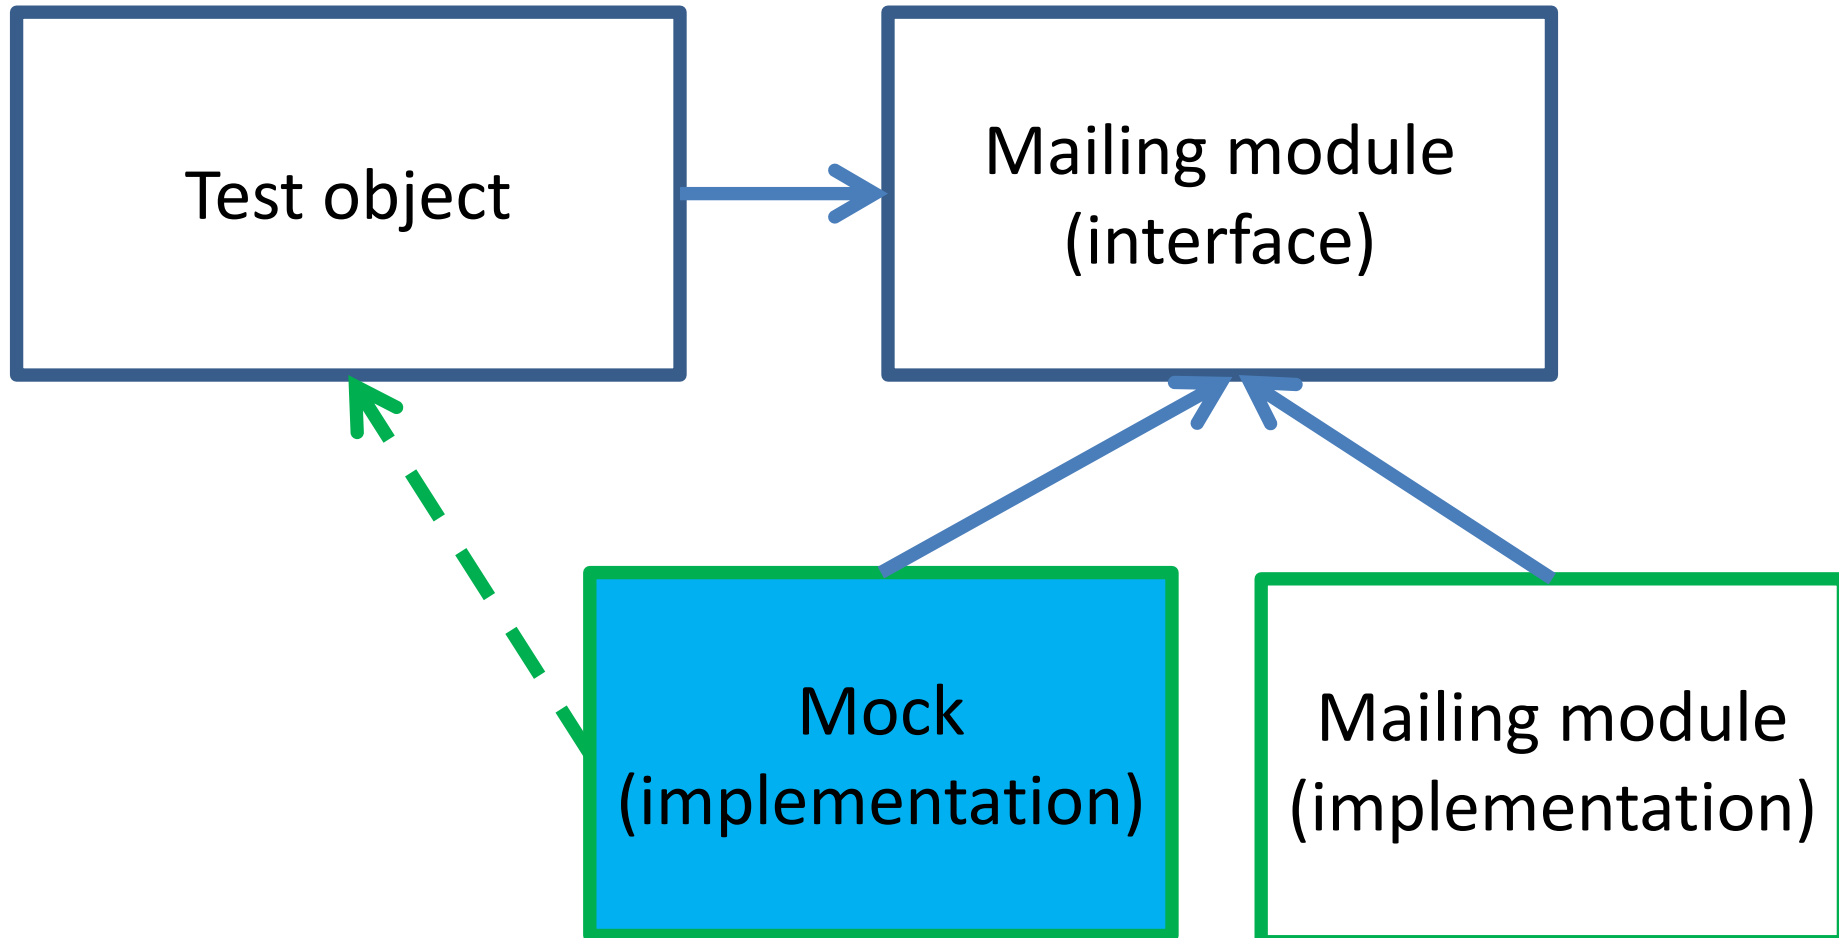 Test object
Mailing module
(interface)
Mock
(implementation)
Mailing module
(implementation)